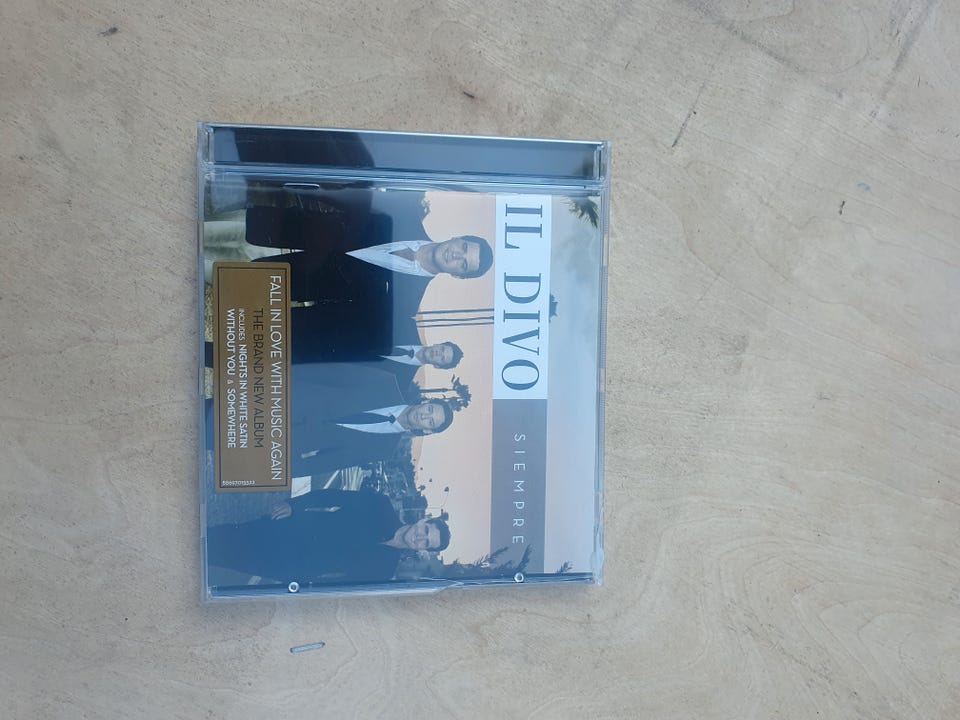 IL DIVO
SIEMPRE
FALL IN LOVE WITH MUSIC AGAIN
THE BRAND NEW ALBUM
INCLUDES NIGHTS IN WHITE SATIN
WITHOUT YOU & SOMEWHERE